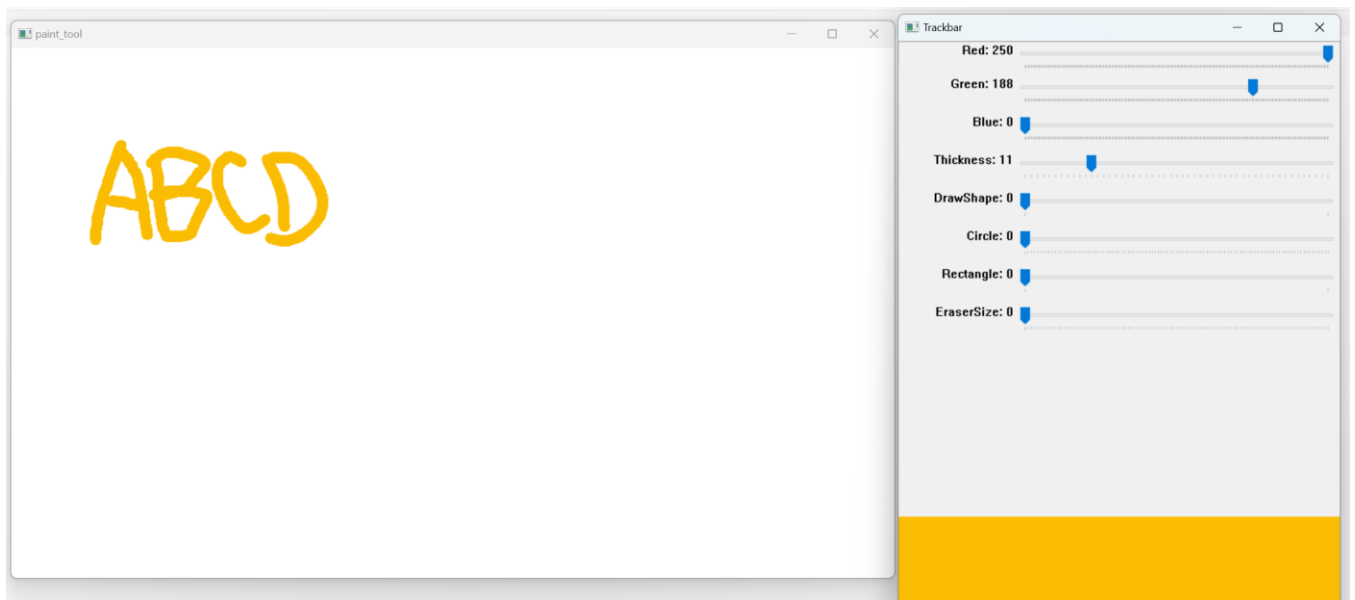 paint_tool
ABCD
Trackbar
Red: 250
Green: 188
Blue: 0
Thickness: 11
DrawShape: 0
Circle: 0
Rectangle: 0
EraserSize: 0